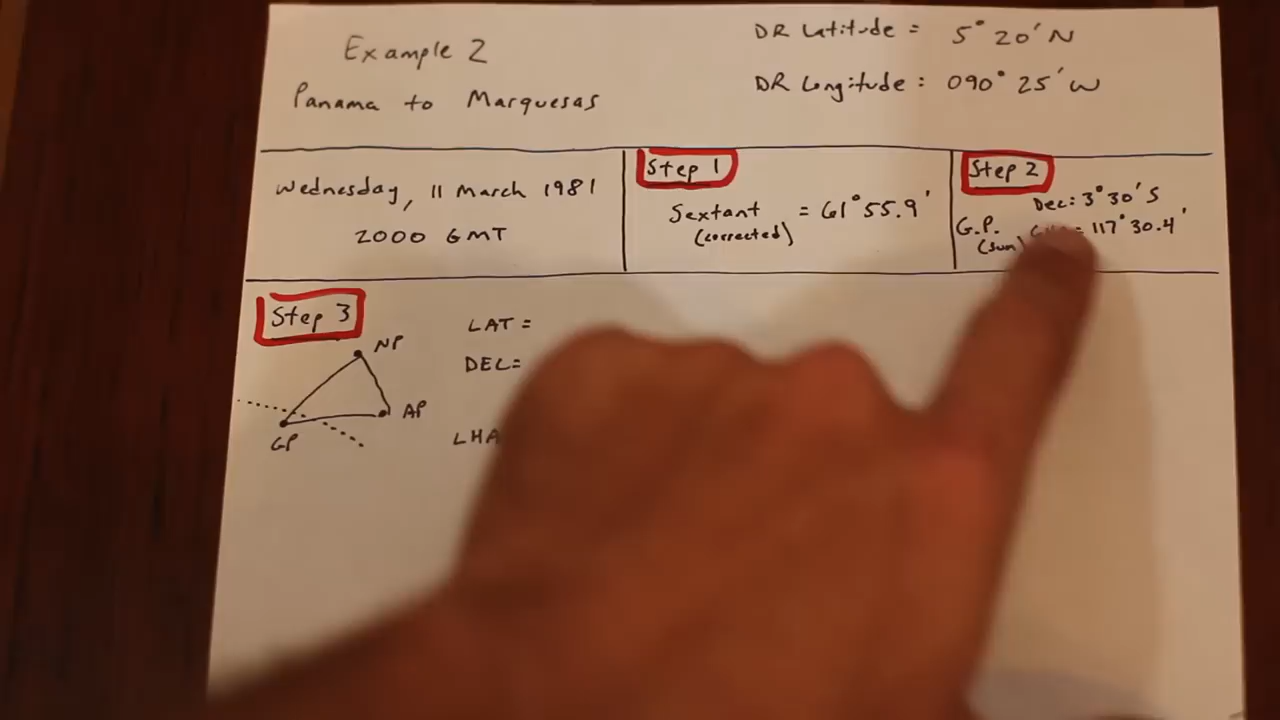 Example 2
Panama to Marquesas
DR Latitude = 5° 20' N
DR Longitude: 090° 25' W
Wednesday, 11 March 1981
2000 GMT
Step 1
Sextant = 61° 55.9'
(corrected)
Step 2
Dec: 3° 30' S
G.P. = 117° 30.4'
(sun)
Step 3
NP
AP
GP
LAT =
DEC=
LHA